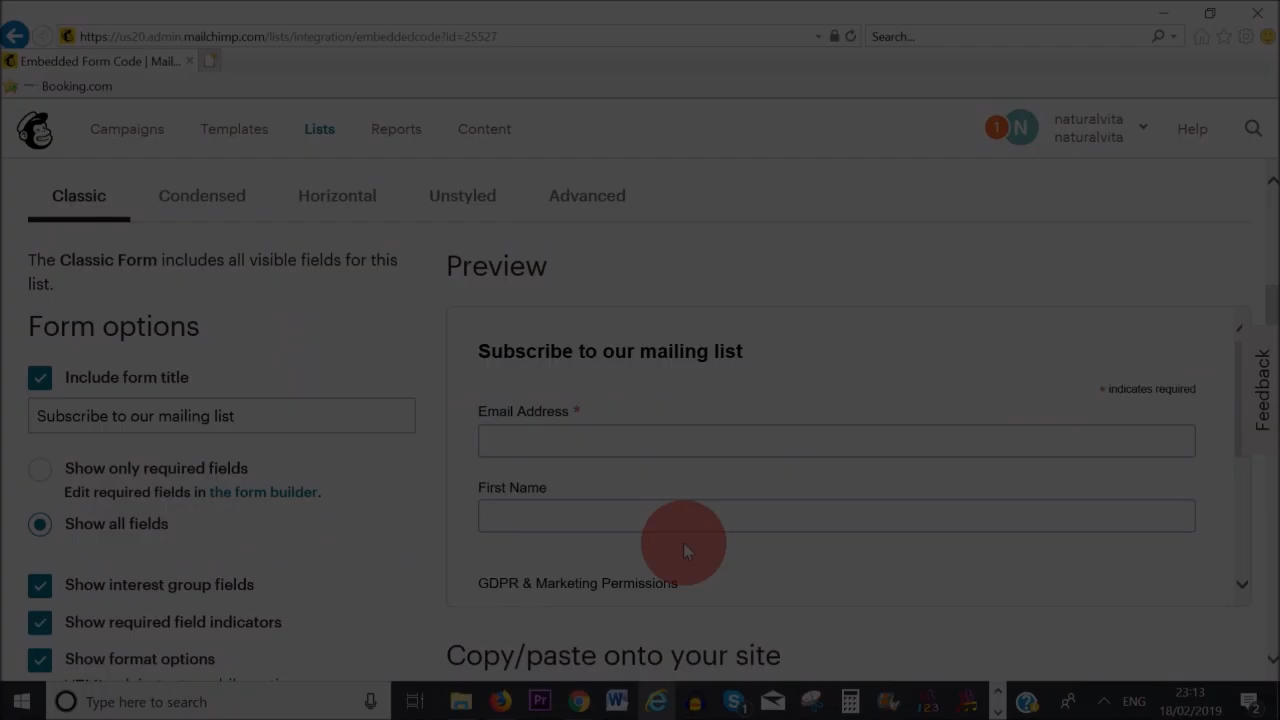 https://us20.admin.mailchimp.com/lists/integration/embeddedcode?id=25527
Search...
Embedded Form Code | Mail...
Booking.com
Campaigns
Templates
Lists
Reports
Content
1
N
naturalvita
naturalvita
Help
Classic
Condensed
Horizontal
Unstyled
Advanced
The Classic Form includes all visible fields for this
list.
Form options
Include form title
Subscribe to our mailing list
Show only required fields
Edit required fields in the form builder.
Show all fields
Show interest group fields
Show required field indicators
Show format options
Preview
Subscribe to our mailing list
* indicates required
Email Address *
First Name
GDPR & Marketing Permissions
Copy/paste onto your site
Feedback
Type here to search
ENG
23:13
18/02/2019
2